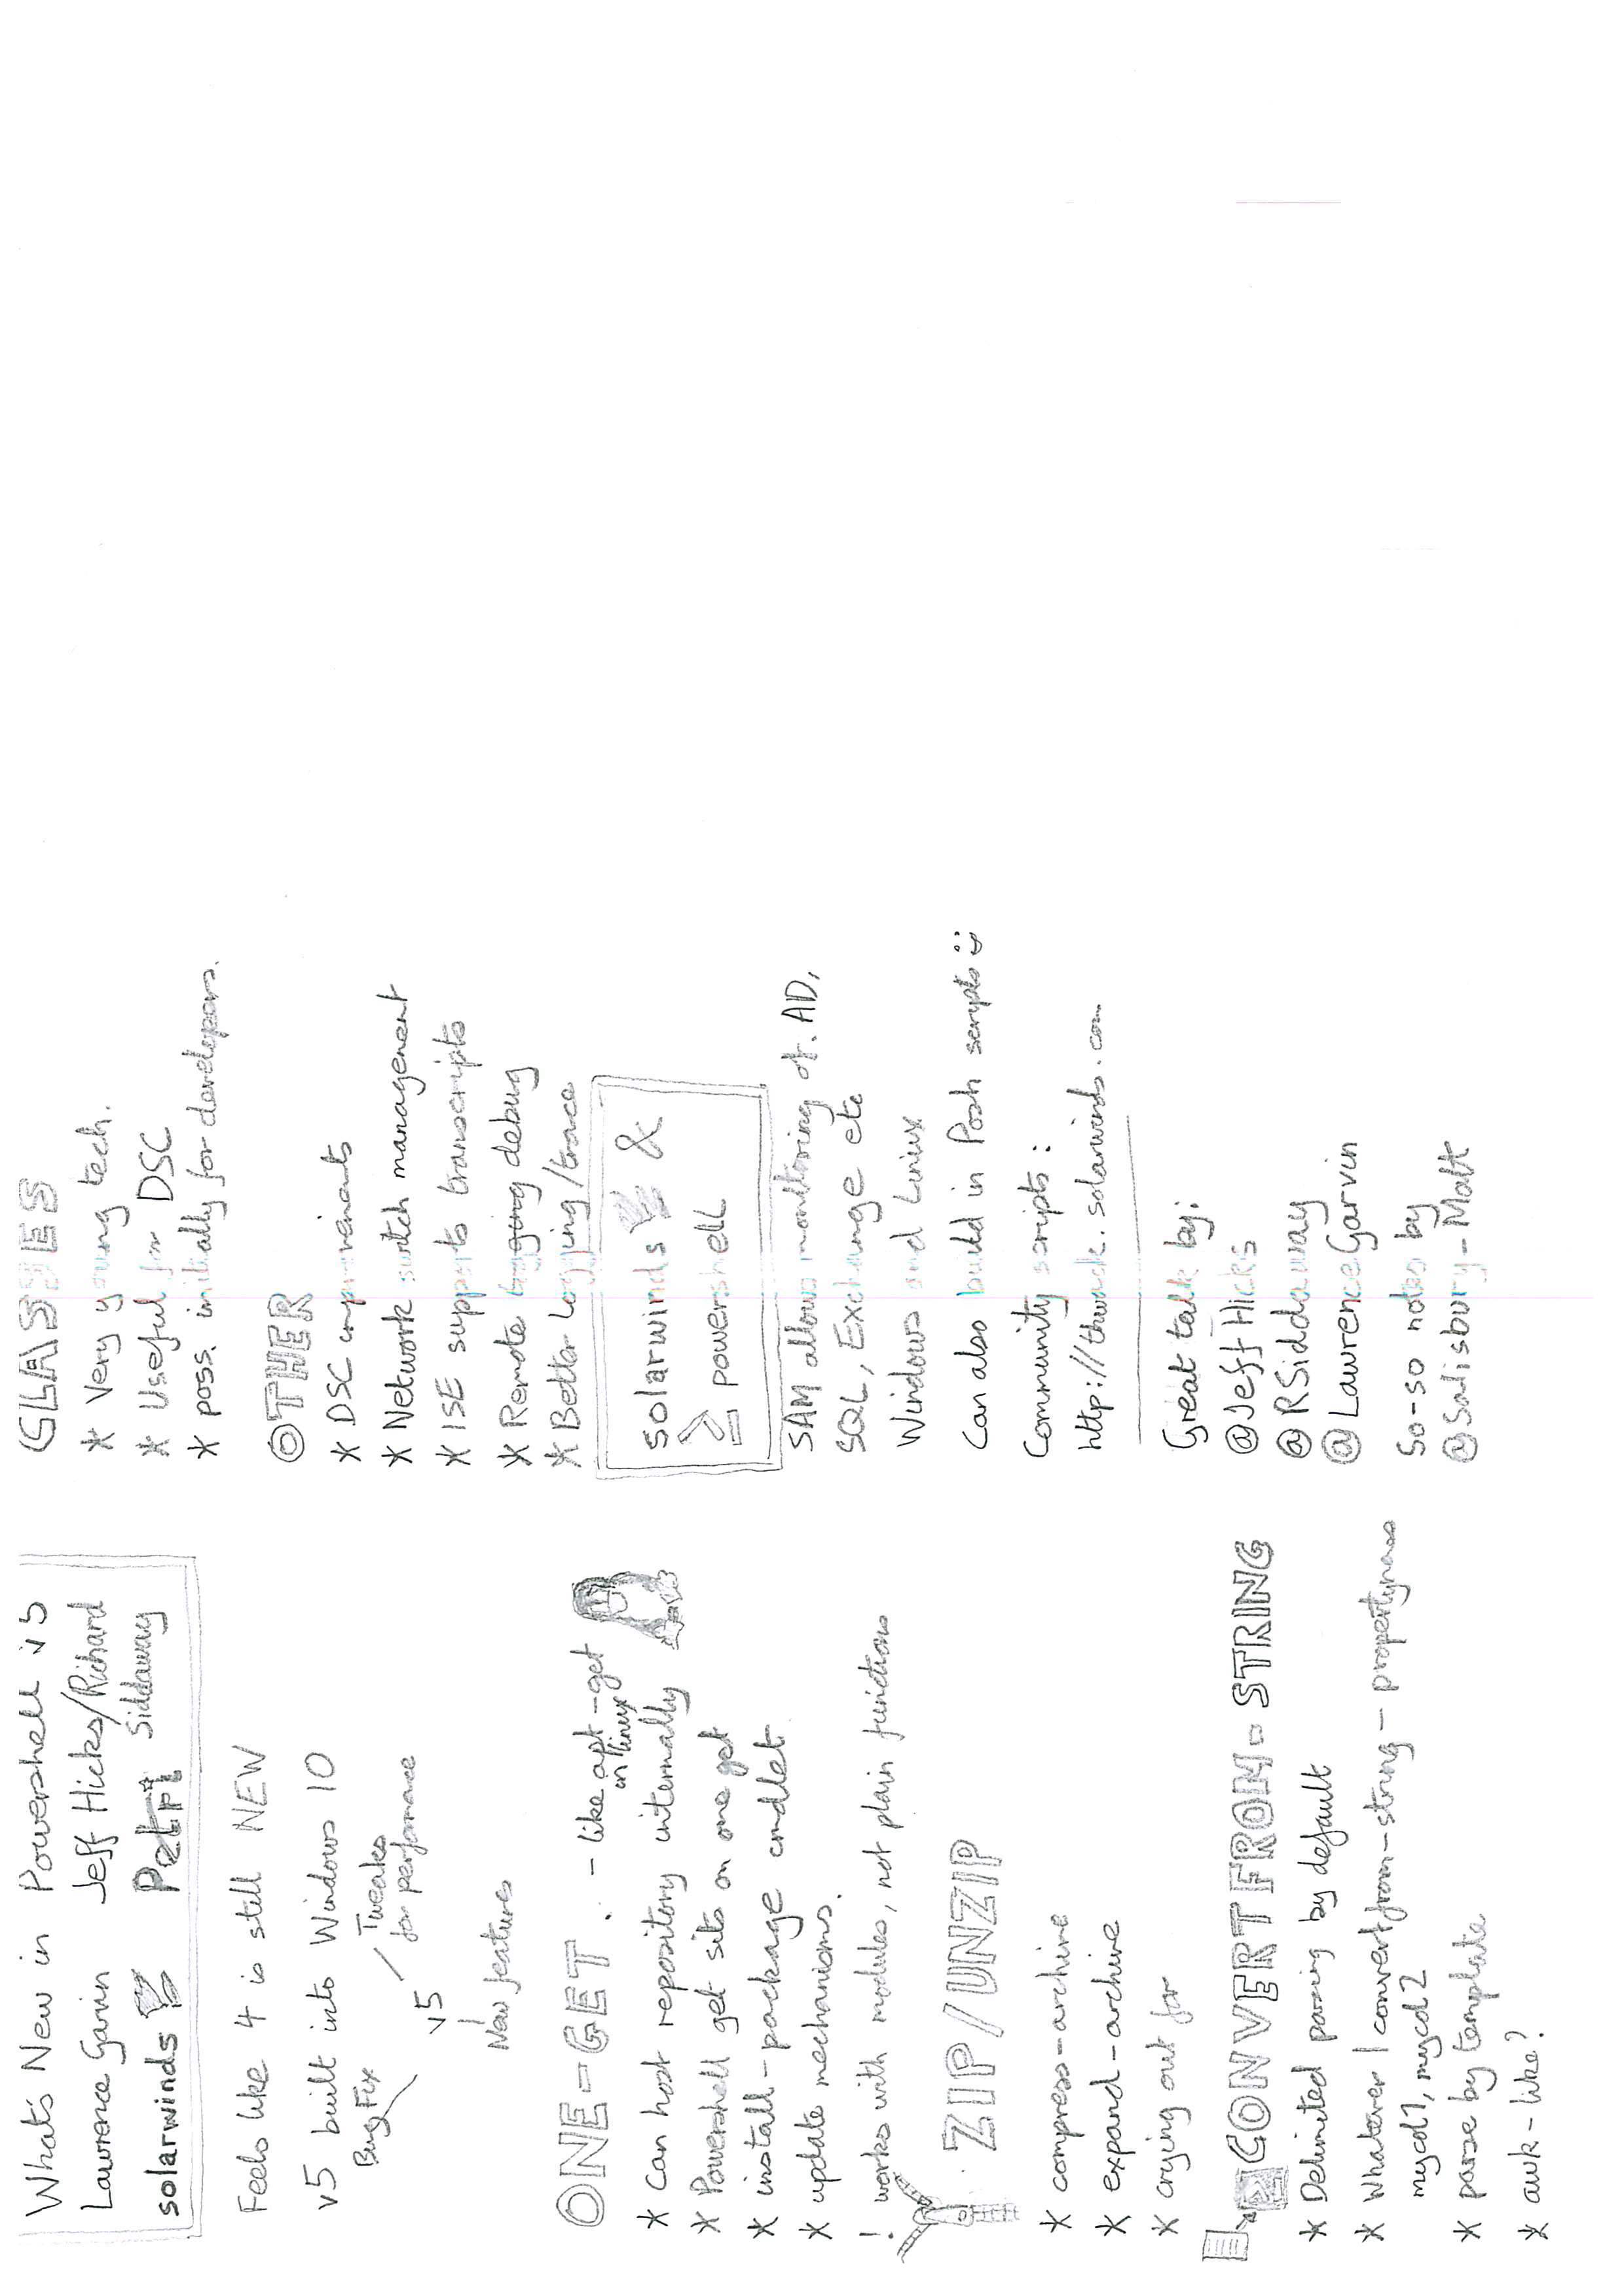 What's New in Powershell v5
Lawrence Garvin Jeff Hicks/Richard Siddaway
solarwinds Petri
Feels like 4 is still NEW
v5 built into Windows 10
Bug Fix
Tweaks
for performance
v5
New features
ONE-GET. - like apt-get
in linux
* Can host repository internally
* Powershell get sits on one get
* install-package cmdlet
* update mechanisms.
! works with modules, not plain functions
ZIP/UNZIP
* compress-archive
* expand-archive
* crying out for
CONVERTFROM-STRING
* Delimited parsing by default
* Whatever | convertfrom-string - propertynames
mycol1, mycol2
* parse by template
* awk-like?
CLASSES
* Very young tech.
* Useful for DSC
* poss. initially for developers.
OTHER
* DSC improvements
* Network switch management
* ISE supports transcripts
* Remote logging debug
* Better Logging/trace
solarwinds &
powershell
SAM allows monitoring of. AD,
SQL, Exchange etc
Windows and Linux
Can also build in Posh scripts
Community scripts:
http://thwack.solarwinds.com
Great talk by:
@JeffHicks
@RSiddaway
@LawrenceGarvin
So-so notes by
@Salisbury_Matt